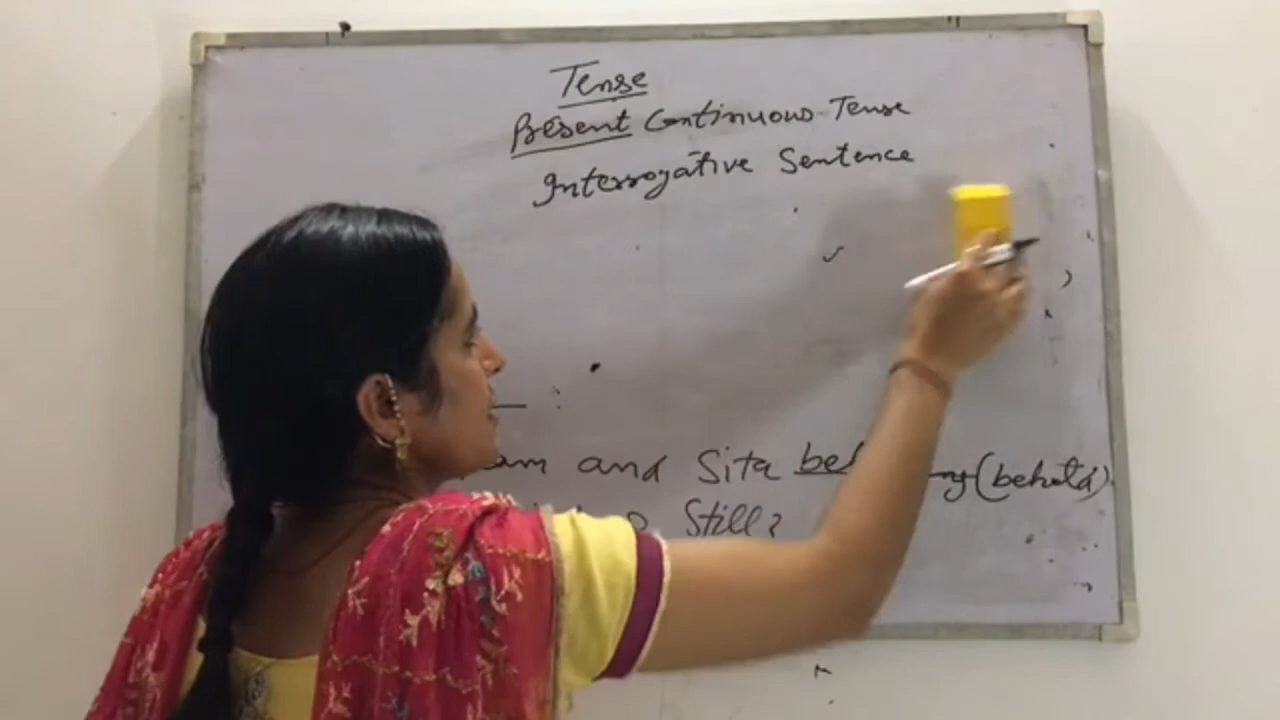 Tense
Present Continuous Tense
Interrogative Sentence
and Sita (behold)
Still?